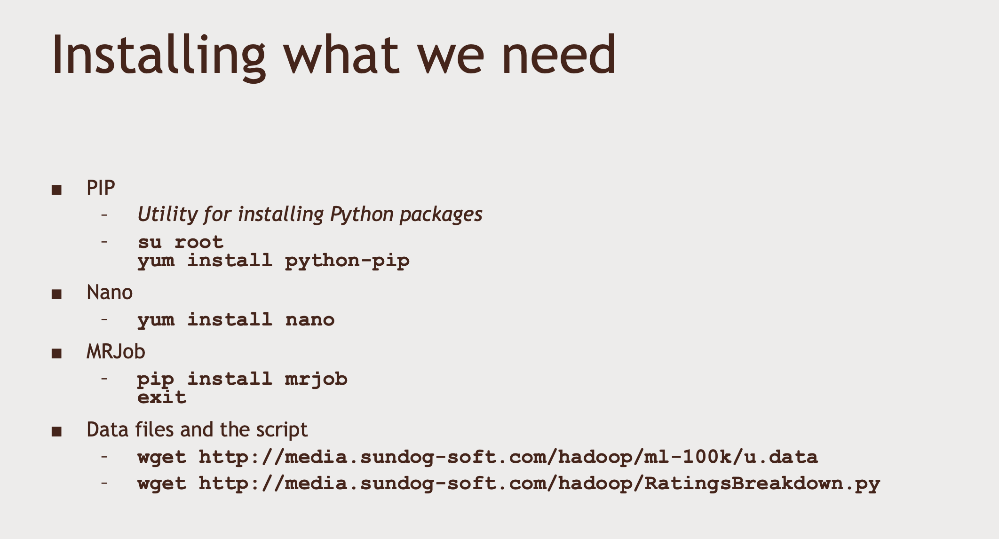 Installing what we need
■ PIP
– Utility for installing Python packages
– su root
yum install python-pip
■ Nano
– yum install nano
■ MRJob
– pip install mrjob
exit
■ Data files and the script
– wget http://media.sundog-soft.com/hadoop/ml-100k/u.data
– wget http://media.sundog-soft.com/hadoop/RatingsBreakdown.py